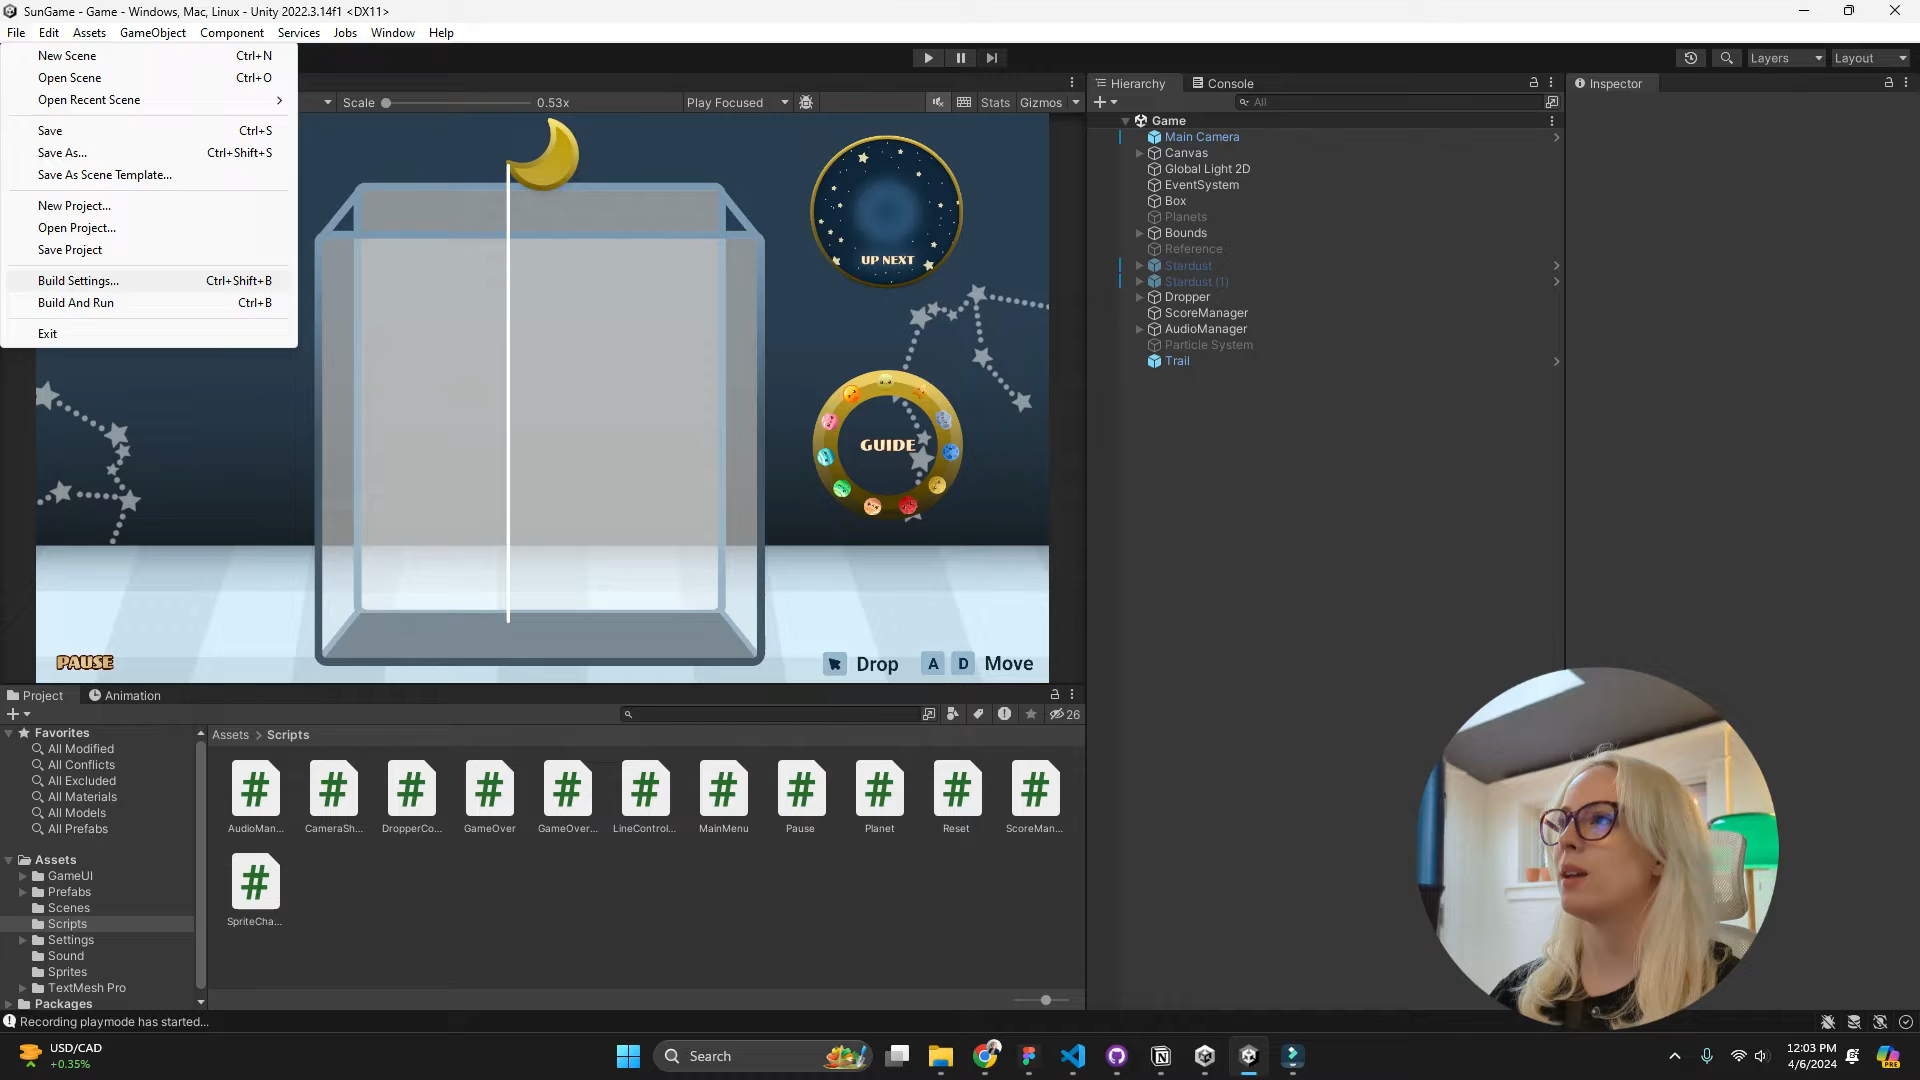 SunGame - Game - Windows, Mac, Linux - Unity 2022.3.14f1 <DX11>
File Edit Assets GameObject Component Services Jobs Window Help
New Scene Ctrl+N
Open Scene Ctrl+O
Open Recent Scene
Save Ctrl+S
Save As... Ctrl+Shift+S
Save As Scene Template...
New Project...
Open Project...
Save Project
Build Settings... Ctrl+Shift+B
Build And Run Ctrl+B
Exit
Layers Layout
Scale 0.53x Play Focused Stats Gizmos
UP NEXT
GUIDE
PAUSE
Drop A D Move
Hierarchy Console
All
Game
Main Camera
Canvas
Global Light 2D
EventSystem
Box
Planets
Bounds
Reference
Stardust
Stardust (1)
Dropper
ScoreManager
AudioManager
Particle System
Trail
Inspector
Project Animation
26
Favorites
All Modified
All Conflicts
All Excluded
All Materials
All Models
All Prefabs
Assets
GameUI
Prefabs
Scenes
Scripts
Settings
Sound
Sprites
TextMesh Pro
Packages
Assets > Scripts
# # # # # # # # # # #
AudioMan... CameraSh... DropperCo... GameOver GameOver... LineControl... MainMenu Pause Planet Reset ScoreMan...
#
SpriteCha...
Recording playmode has started...
USD/CAD
+0.35%
Search
12:03 PM
4/6/2024
PRE